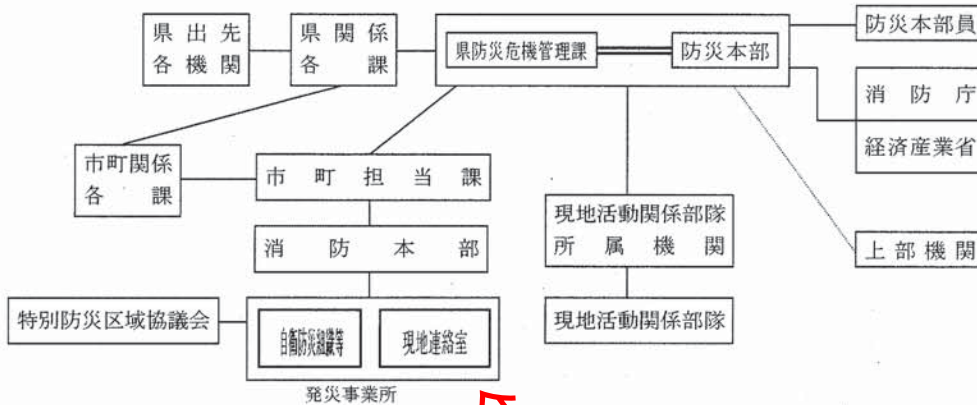 県出先
各機関
県関係
各課
県防災危機管理課
防災本部
防災本部員
消防庁
経済産業省
市町関係
各課
市町担当課
現地活動関係部隊
所属機関
消防本部
上部機関
特別防災区域協議会
自衛防災組織等
現地連絡室
現地活動関係部隊
発災事業所